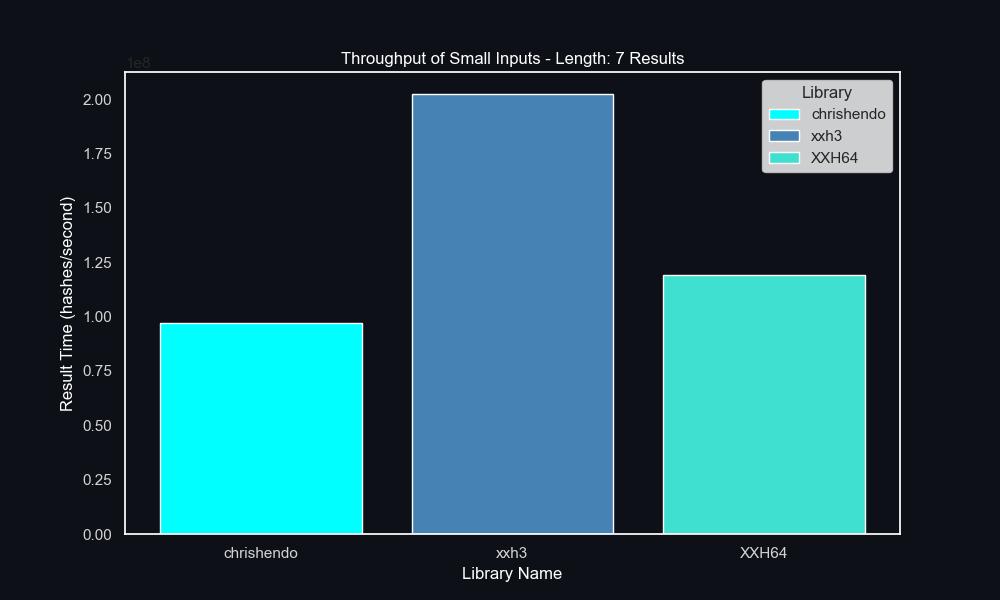 Throughput of Small Inputs - Length: 7 Results
1e8
2.00
1.75
1.50
1.25
1.00
0.75
0.50
0.25
0.00
Result Time (hashes/second)
Library
chrishendo
xxh3
XXH64
chrishendo
xxh3
XXH64
Library Name